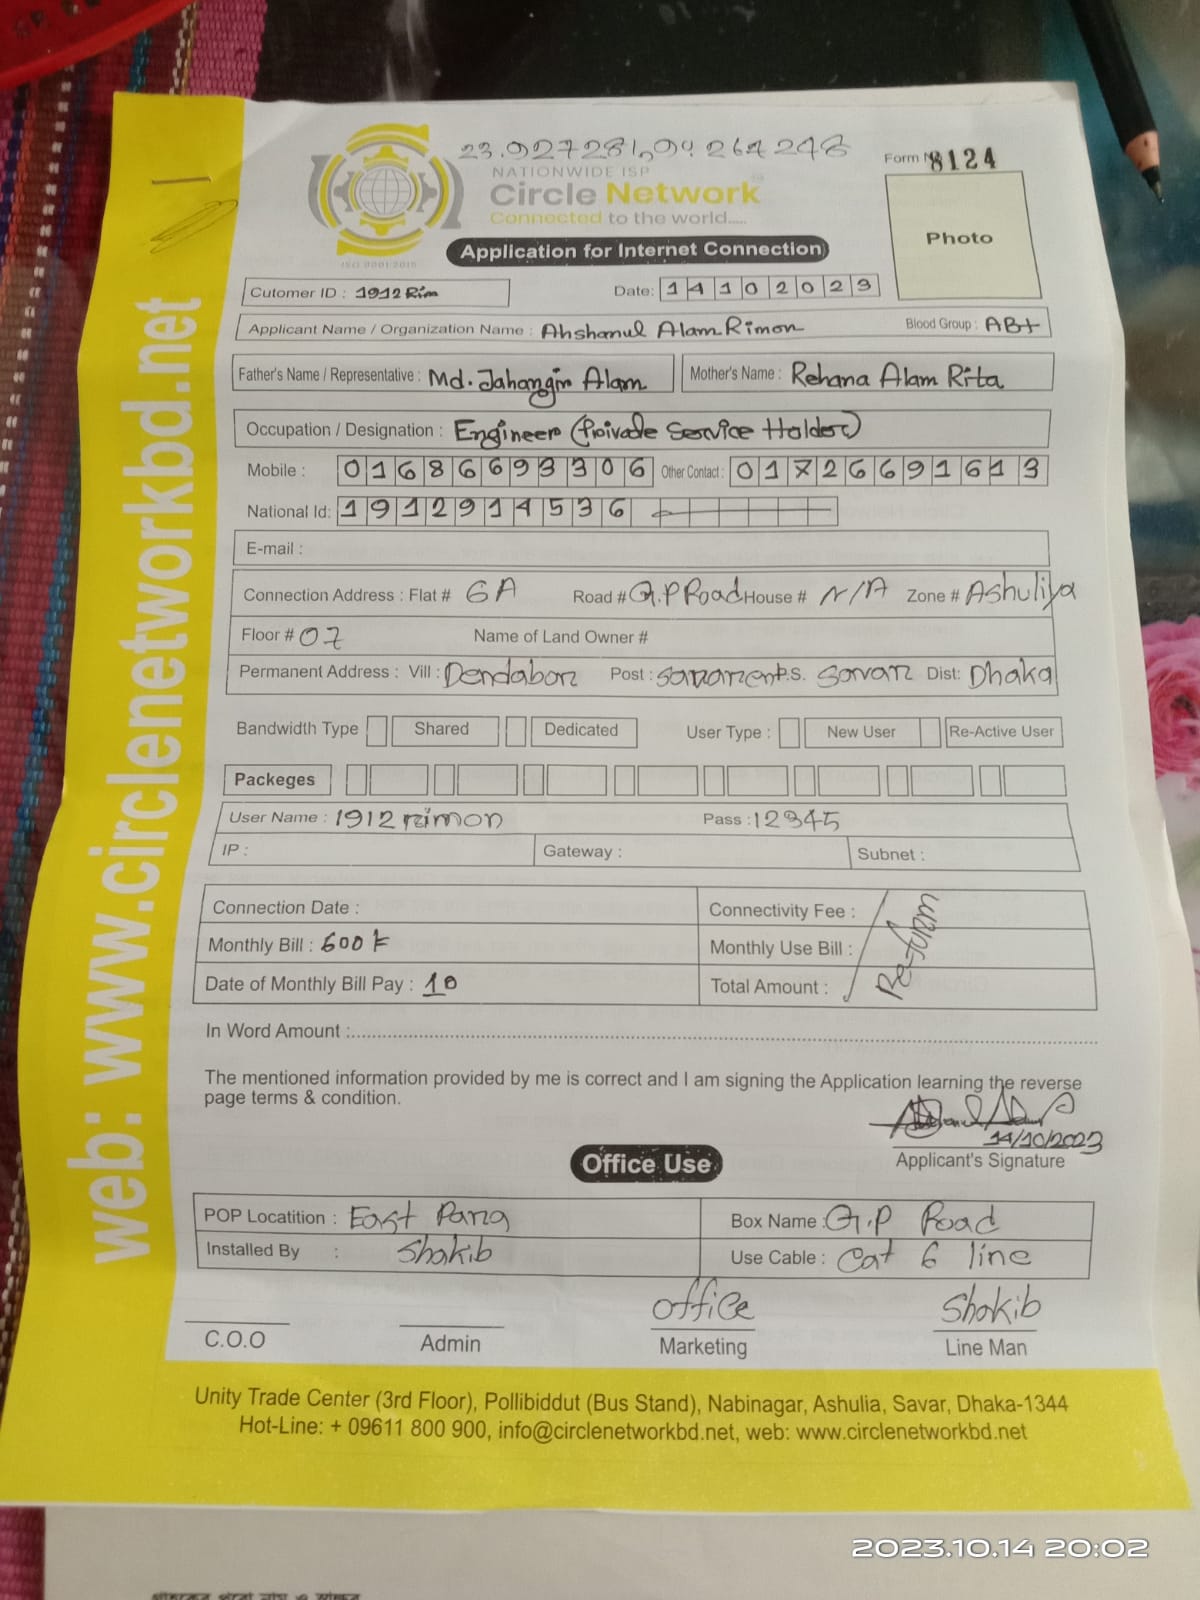 23.927281,90.264248
NATIONWIDE ISP
Form № 8124
Circle Network
Connected to the world.....
ISO 9001:2015
Application for Internet Connection
Photo
Cutomer ID : 1912Rim Date: 14102023
Applicant Name / Organization Name : Ahshanul Alam Rimon Blood Group : AB+
Father's Name / Representative : Md. Jahangir Alam Mother's Name : Rehana Alam Rita
Occupation / Designation : Engineer (Private Service Holder)
Mobile : 01686693306 Other Contact : 01726691613
National Id: 1912914536
E-mail :
Connection Address : Flat # 6A Road # G.P Road House # N/A Zone # Ashuliya
Floor # 07 Name of Land Owner #
Permanent Address : Vill : Dendabor Post : P.S. Savar Dist: Dhaka
Bandwidth Type Shared Dedicated User Type : New User Re-Active User
Packeges
User Name : 1912rimon Pass : 12345
IP : Gateway : Subnet :
Connection Date : Connectivity Fee :
Monthly Bill : 600 Monthly Use Bill :
Date of Monthly Bill Pay : 10 Total Amount :
Re-form
In Word Amount :
The mentioned information provided by me is correct and I am signing the Application learning the reverse
page terms & condition.
14/10/2023
Applicant's Signature
Office Use
POP Locatition : East Para Box Name : G.P Road
Installed By : Shakib Use Cable : Cat 6 line
office Shakib
C.O.O Admin Marketing Line Man
Unity Trade Center (3rd Floor), Pollibiddut (Bus Stand), Nabinagar, Ashulia, Savar, Dhaka-1344
Hot-Line: + 09611 800 900, info@circlenetworkbd.net, web: www.circlenetworkbd.net
web: www.circlenetworkbd.net
2023.10.14 20:02